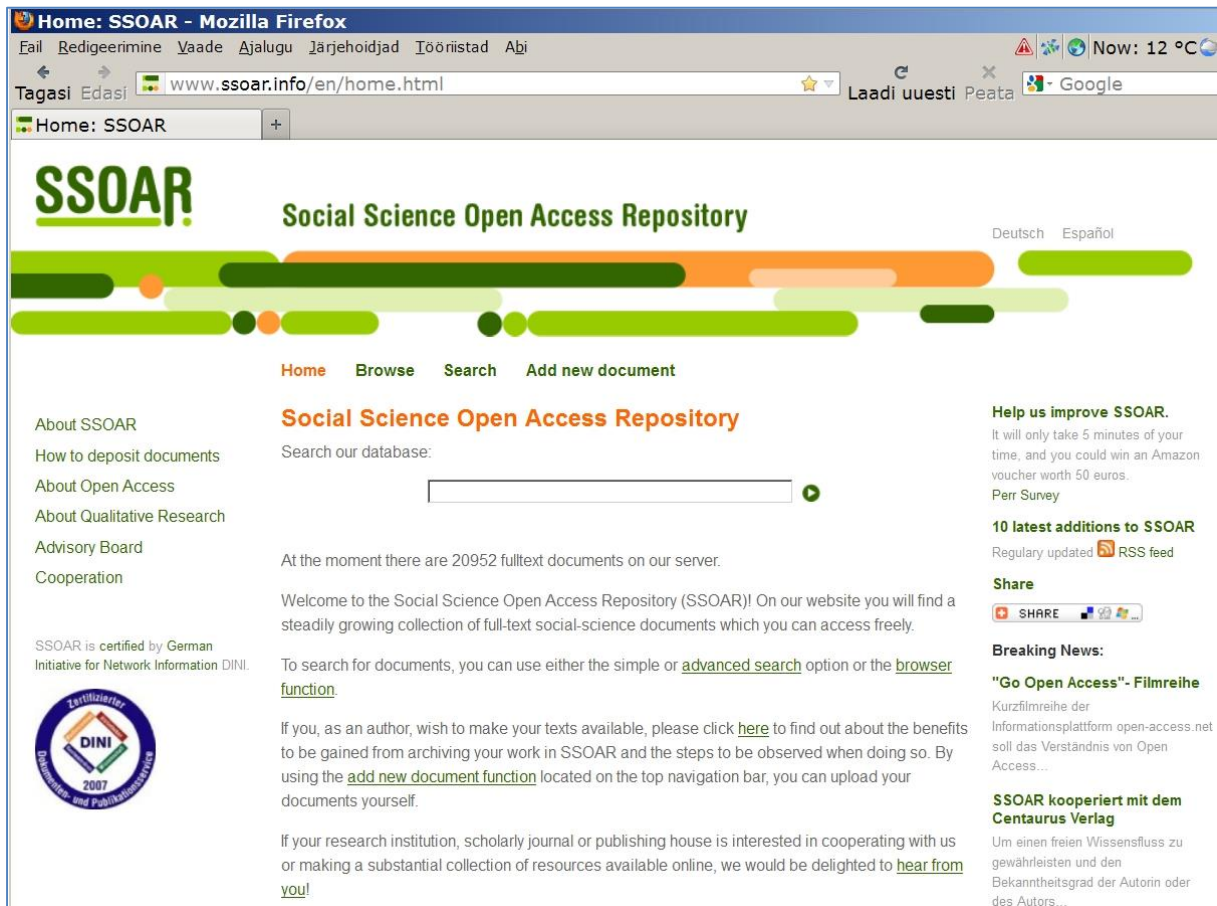 Home: SSOAR - Mozilla Firefox
Fail Redigeerimine Vaade Ajalugu Järjehoidjad Tööriistad Abi
Now: 12 °C
Tagasi Edasi
www.ssoar.info/en/home.html
Laadi uuesti Peata
Google
Home: SSOAR
+
SSOAR
Social Science Open Access Repository
Deutsch Español
Home Browse Search Add new document
About SSOAR
How to deposit documents
About Open Access
About Qualitative Research
Advisory Board
Cooperation
SSOAR is certified by German
Initiative for Network Information DINI.
Zertifizierter
DINI
2007
Dokumenten- und Publikationsservice
Social Science Open Access Repository
Search our database:
At the moment there are 20952 fulltext documents on our server.
Welcome to the Social Science Open Access Repository (SSOAR)! On our website you will find a
steadily growing collection of full-text social-science documents which you can access freely.
To search for documents, you can use either the simple or advanced search option or the browser
function.
If you, as an author, wish to make your texts available, please click here to find out about the benefits
to be gained from archiving your work in SSOAR and the steps to be observed when doing so. By
using the add new document function located on the top navigation bar, you can upload your
documents yourself.
If your research institution, scholarly journal or publishing house is interested in cooperating with us
or making a substantial collection of resources available online, we would be delighted to hear from
you!
Help us improve SSOAR.
It will only take 5 minutes of your
time, and you could win an Amazon
voucher worth 50 euros.
Perr Survey
10 latest additions to SSOAR
Regulary updated RSS feed
Share
SHARE ...
Breaking News:
"Go Open Access"- Filmreihe
Kurzfilmreihe der
Informationsplattform open-access.net
soll das Verständnis von Open
Access...
SSOAR kooperiert mit dem
Centaurus Verlag
Um einen freien Wissensfluss zu
gewährleisten und den
Bekanntheitsgrad der Autorin oder
des Autors...